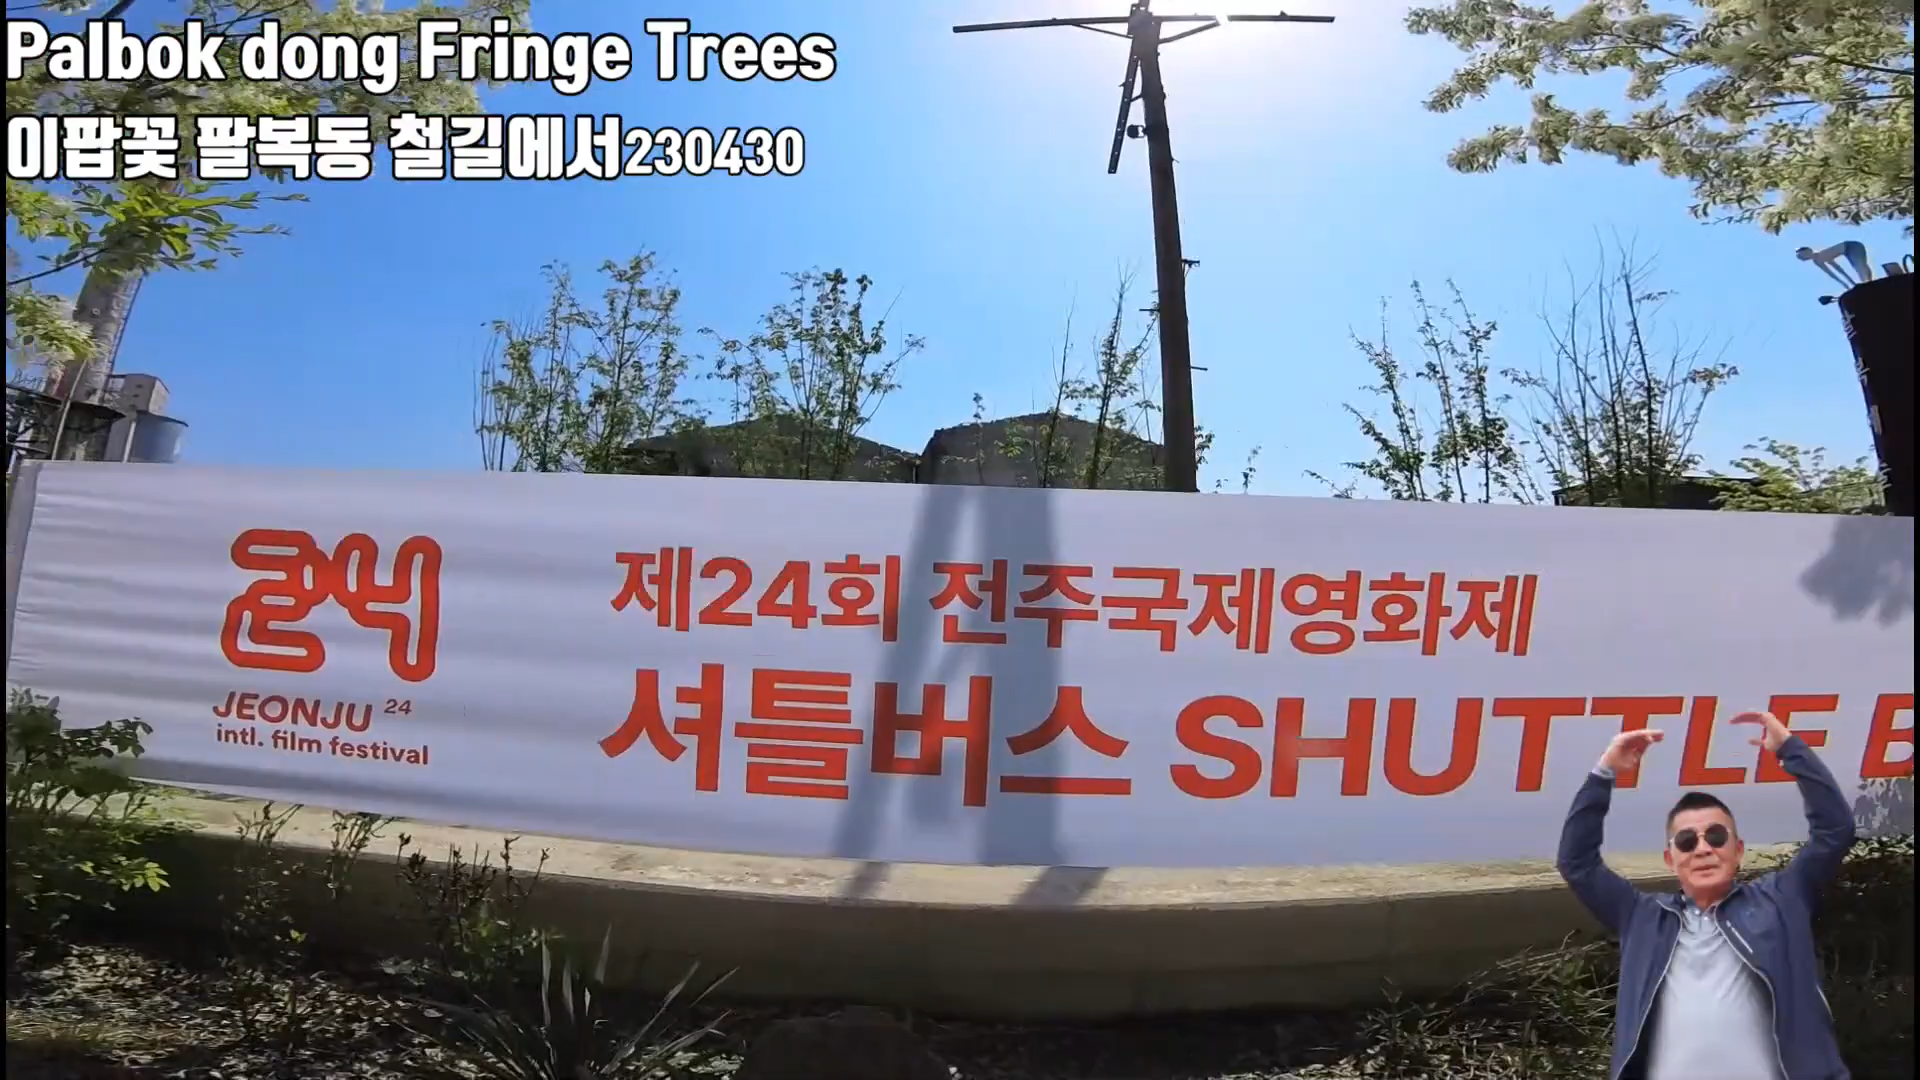 Palbok dong Fringe Trees
이팝꽃 팔복동 철길에서230430
24
제24회 전주국제영화제
셔틀버스 SHUTTLE B
JEONJU 24
intl. film festival